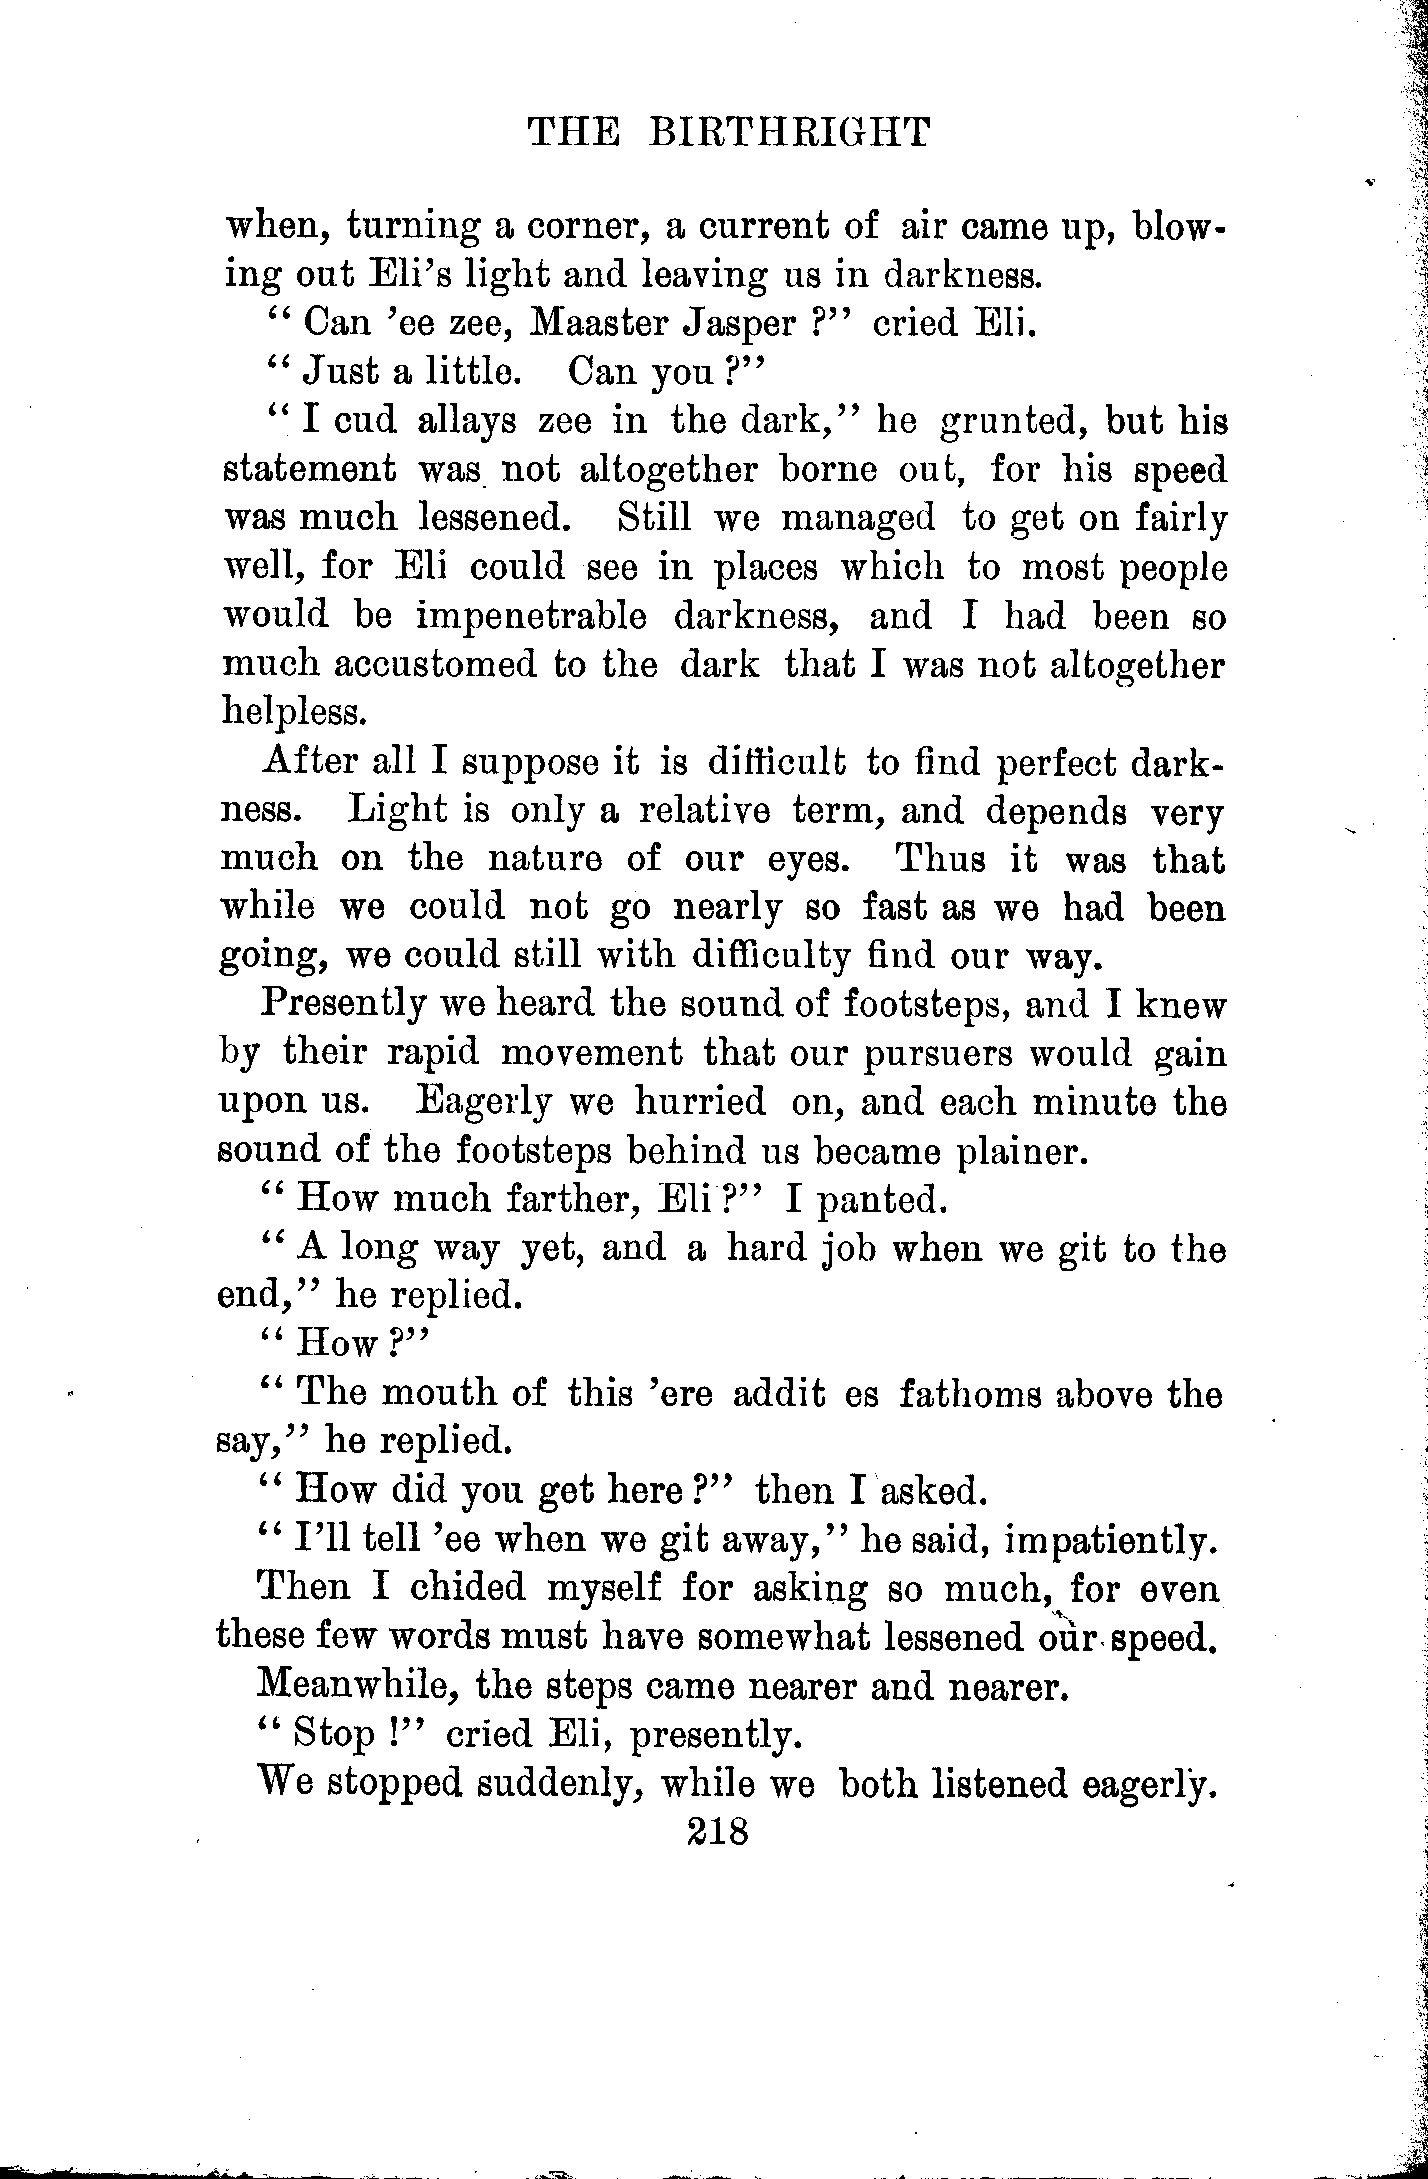 THE BIRTHRIGHT
when, turning a corner, a current of air came up, blow-
ing out Eli's light and leaving us in darkness.
" Can 'ee zee, Maaster Jasper ?" cried Eli.
" Just a little. Can you ?"
" I cud allays zee in the dark," he grunted, but his
statement was not altogether borne out, for his speed
was much lessened. Still we managed to get on fairly
well, for Eli could see in places which to most people
would be impenetrable darkness, and I had been so
much accustomed to the dark that I was not altogether
helpless.
After all I suppose it is difficult to find perfect dark-
ness. Light is only a relative term, and depends very
much on the nature of our eyes. Thus it was that
while we could not go nearly so fast as we had been
going, we could still with difficulty find our way.
Presently we heard the sound of footsteps, and I knew
by their rapid movement that our pursuers would gain
upon us. Eagerly we hurried on, and each minute the
sound of the footsteps behind us became plainer.
" How much farther, Eli ?" I panted.
" A long way yet, and a hard job when we git to the
end," he replied.
" How ?"
" The mouth of this 'ere addit es fathoms above the
say," he replied.
" How did you get here ?" then I asked.
" I'll tell 'ee when we git away," he said, impatiently.
Then I chided myself for asking so much, for even
these few words must have somewhat lessened our speed.
Meanwhile, the steps came nearer and nearer.
" Stop !" cried Eli, presently.
We stopped suddenly, while we both listened eagerly.
218